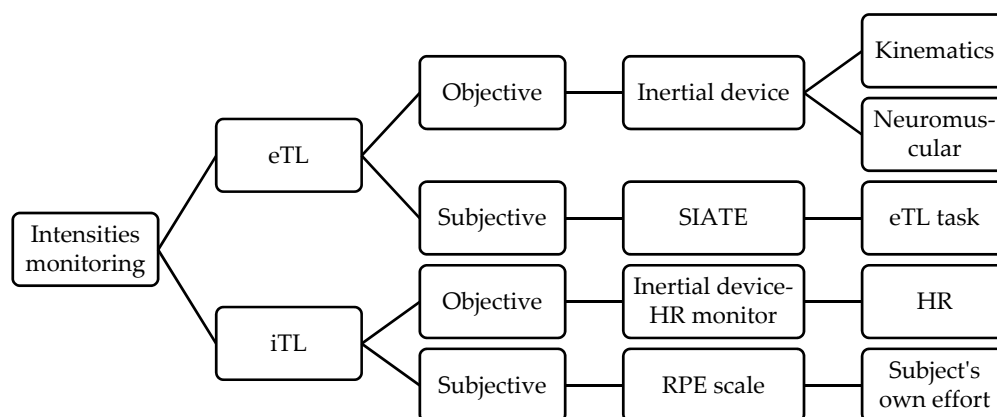 Intensities
monitoring
eTL
Objective
Inertial device
Kinematics
Neuromus-
cular
Subjective
SIATE
eTL task
iTL
Objective
Inertial device-
HR monitor
HR
Subjective
RPE scale
Subject's
own effort